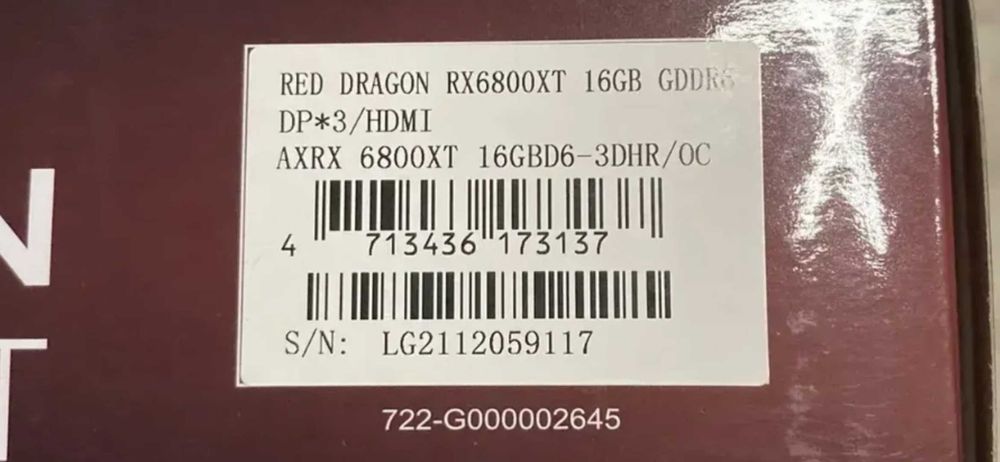 RED DRAGON RX6800XT 16GB GDDR6
DP*3/HDMI
AXRX 6800XT 16GBD6-3DHR/OC
4 713436 173137
S/N: LG2112059117
722-G000002645
N
T